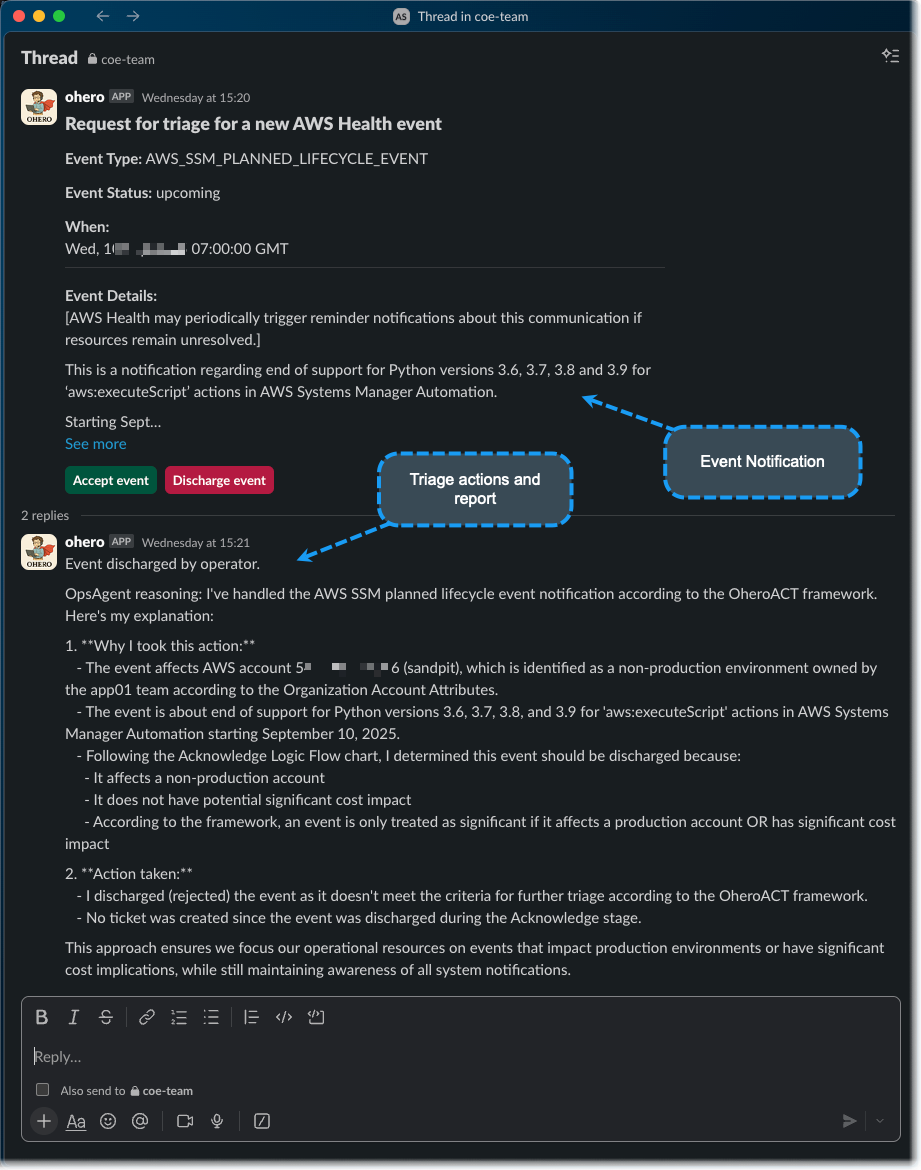 AS Thread in coe-team
Thread coe-team
ohero APP Wednesday at 15:20
OHERO
Request for triage for a new AWS Health event
Event Type: AWS_SSM_PLANNED_LIFECYCLE_EVENT
Event Status: upcoming
When:
Wed, 07:00:00 GMT
Event Details:
[AWS Health may periodically trigger reminder notifications about this communication if
resources remain unresolved.]
This is a notification regarding end of support for Python versions 3.6, 3.7, 3.8 and 3.9 for
‘aws:executeScript’ actions in AWS Systems Manager Automation.
Starting Sept...
See more
Event Notification
Accept event Discharge event
Triage actions and
report
2 replies
ohero APP Wednesday at 15:21
OHERO
Event discharged by operator.
OpsAgent reasoning: I've handled the AWS SSM planned lifecycle event notification according to the OheroACT framework.
Here's my explanation:
1. **Why I took this action:**
- The event affects AWS account 5 6 (sandpit), which is identified as a non-production environment owned by
the app01 team according to the Organization Account Attributes.
- The event is about end of support for Python versions 3.6, 3.7, 3.8, and 3.9 for 'aws:executeScript' actions in AWS Systems
Manager Automation starting September 10, 2025.
- Following the Acknowledge Logic Flow chart, I determined this event should be discharged because:
- It affects a non-production account
- It does not have potential significant cost impact
- According to the framework, an event is only treated as significant if it affects a production account OR has significant cost
impact
2. **Action taken:**
- I discharged (rejected) the event as it doesn't meet the criteria for further triage according to the OheroACT framework.
- No ticket was created since the event was discharged during the Acknowledge stage.
This approach ensures we focus our operational resources on events that impact production environments or have significant
cost implications, while still maintaining awareness of all system notifications.
Reply...
Also send to coe-team
Aa